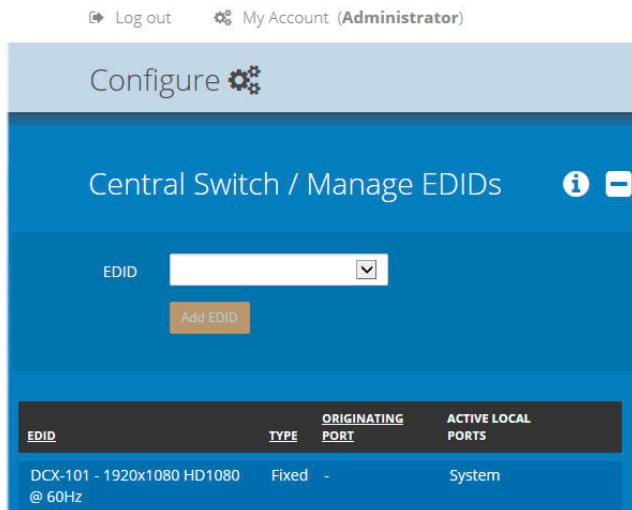 Log out My Account (Administrator)
Configure
Central Switch / Manage EDIDs
EDID
Add EDID
EDID TYPE ORIGINATING PORT ACTIVE LOCAL PORTS
DCX-101 - 1920x1080 HD1080 @ 60Hz Fixed - System